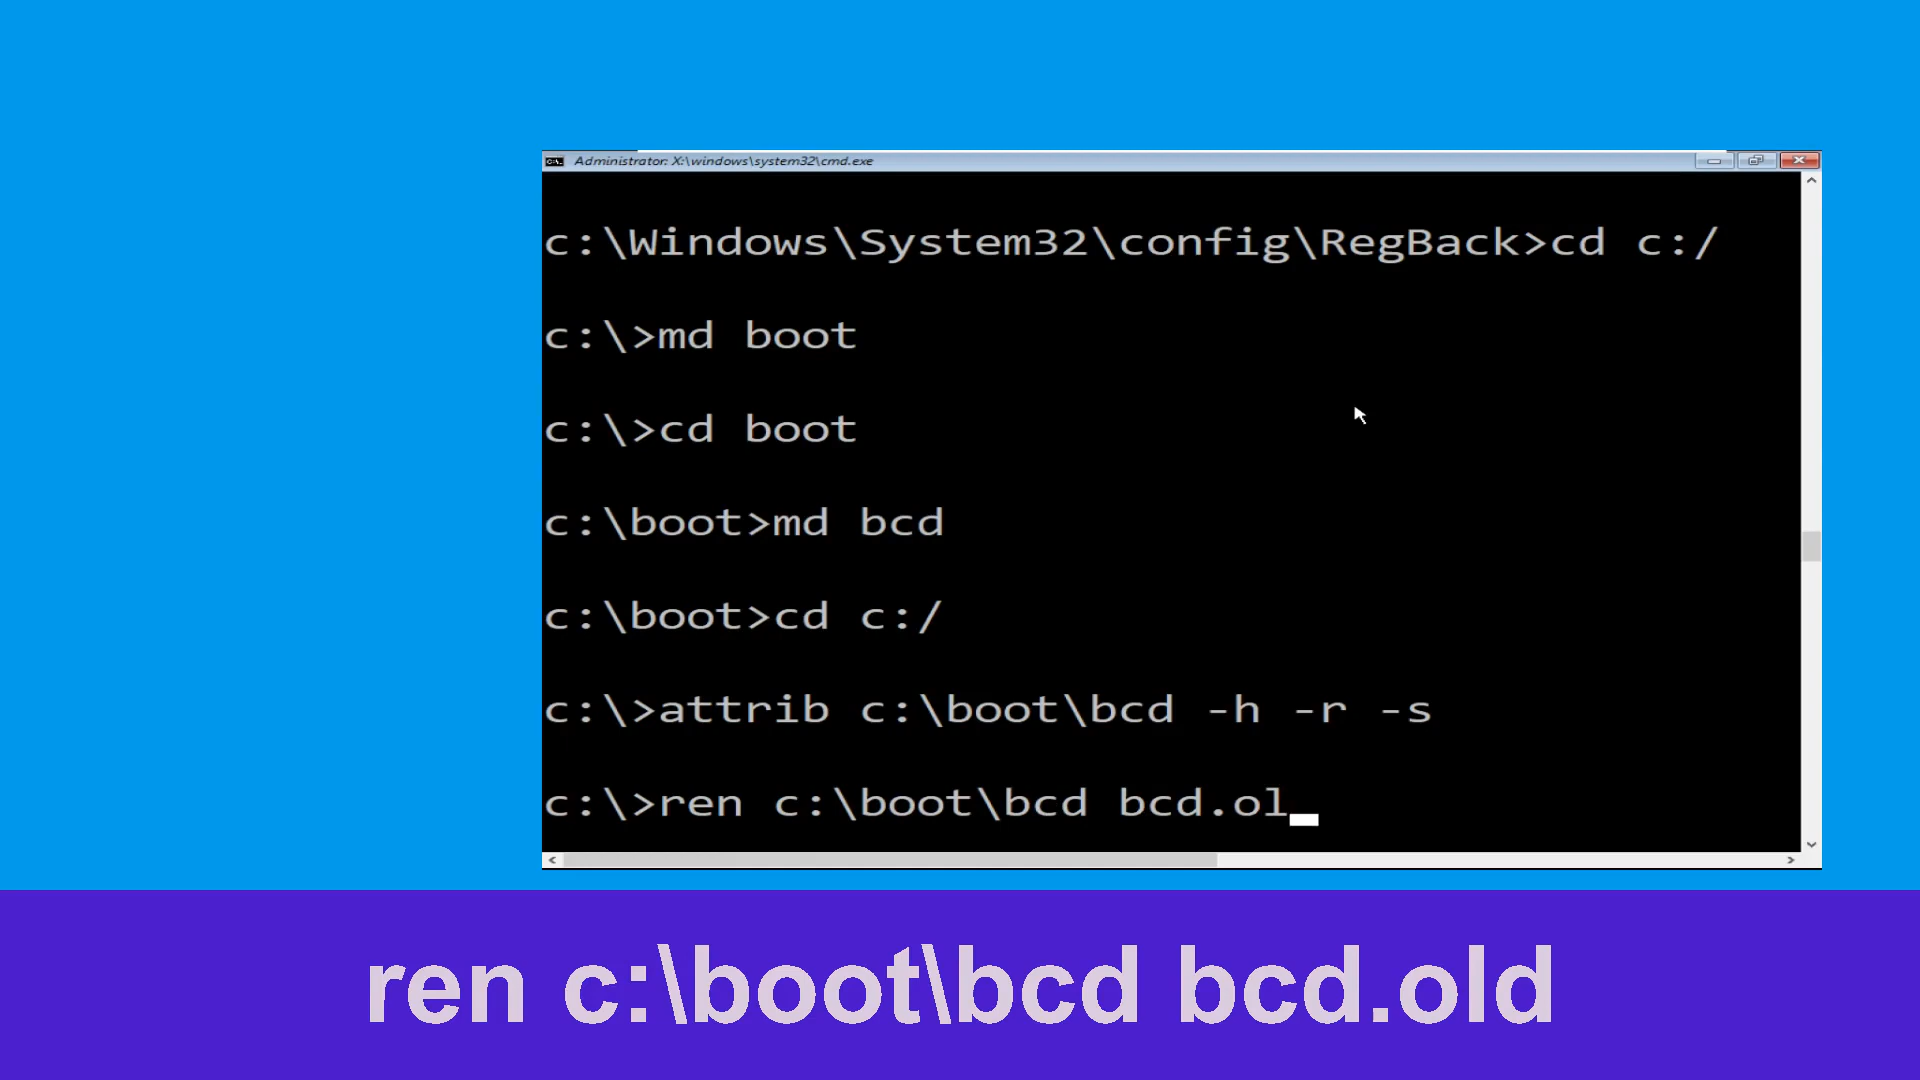 Administrator: X:\windows\system32\cmd.exe
c:\Windows\System32\config\RegBack>cd c:/
c:\>md boot
c:\>cd boot
c:\boot>md bcd
c:\boot>cd c:/
c:\>attrib c:\boot\bcd -h -r -s
c:\>ren c:\boot\bcd bcd.ol
ren c:\boot\bcd bcd.old